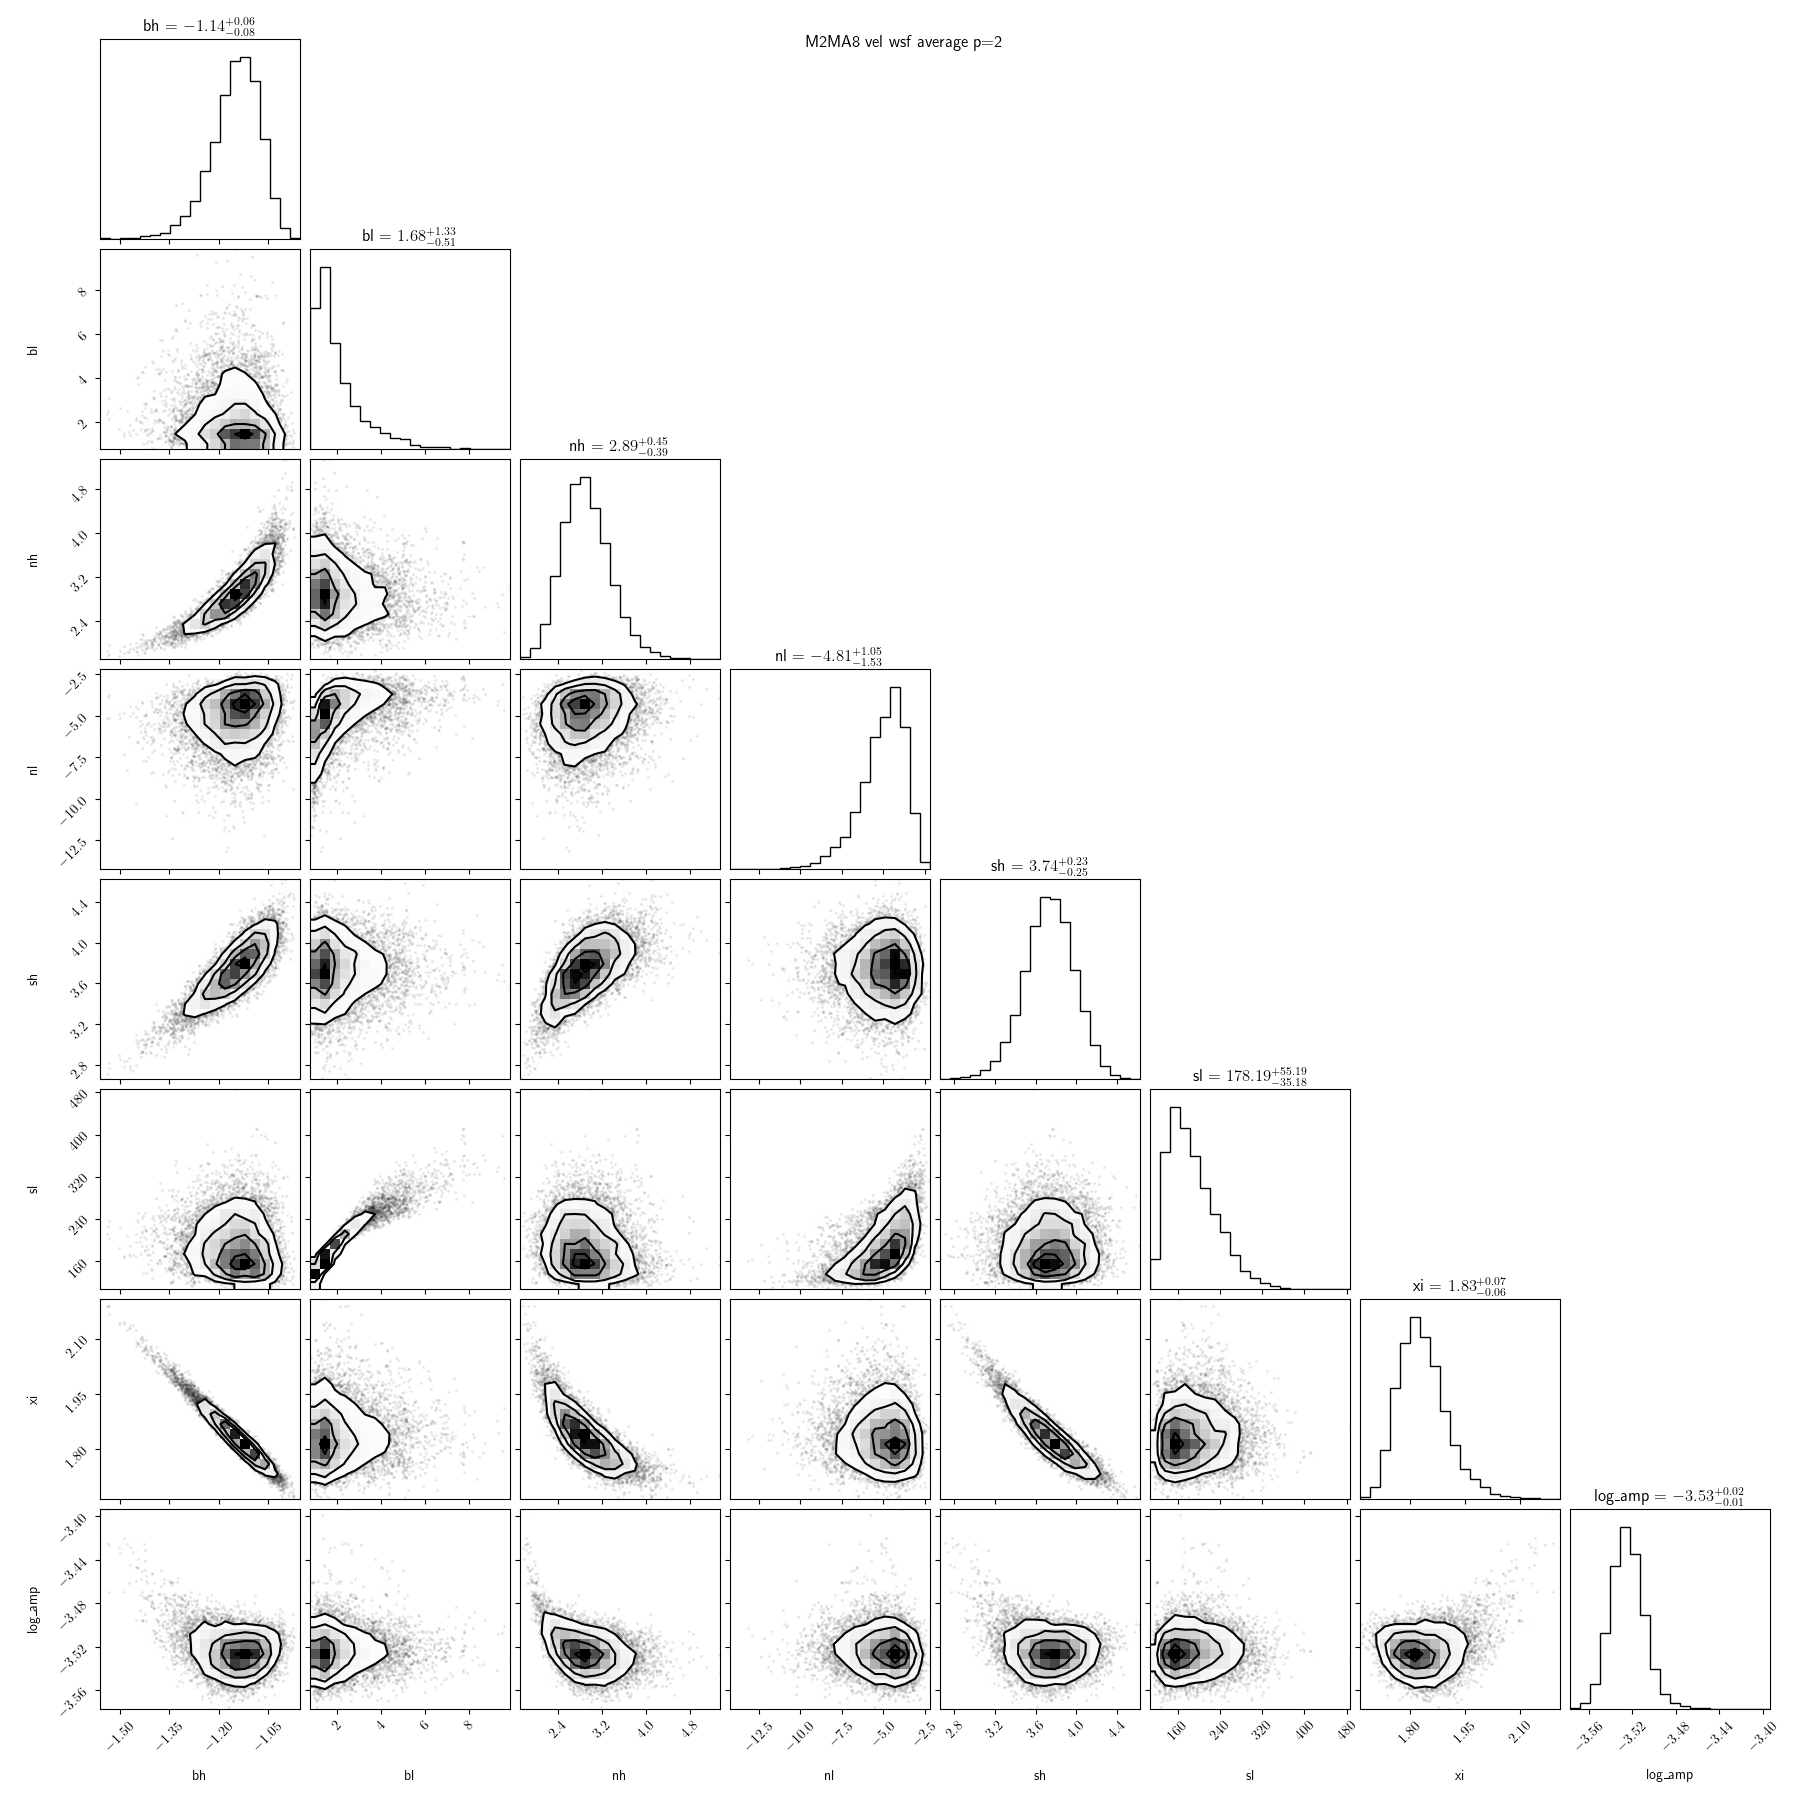 bh = −1.14 +0.06 −0.08
M2MA8 vel wsf average p=2
bl = 1.68 +1.33 −0.51
8
6
4
2
bl
nh = 2.89 +0.45 −0.39
4.8
4.0
3.2
2.4
nh
nl = −4.81 +1.05 −1.53
−2.5
−5.0
−7.5
−10.0
−12.5
nl
sh = 3.74 +0.23 −0.25
4.4
4.0
3.6
3.2
2.8
sh
sl = 178.19 +55.19 −35.18
480
400
320
240
160
sl
xi = 1.83 +0.07 −0.06
2.10
1.95
1.80
xi
log_amp = −3.53 +0.02 −0.01
−3.40
−3.44
−3.48
−3.52
−3.56
log_amp
−1.50 −1.35 −1.20 −1.05 2 4 6 8 2.4 3.2 4.0 4.8 −12.5 −10.0 −7.5 −5.0 −2.5 2.8 3.2 3.6 4.0 4.4 160 240 320 400 480 1.80 1.95 2.10 −3.56 −3.52 −3.48 −3.44 −3.40
bh bl nh nl sh sl xi log_amp